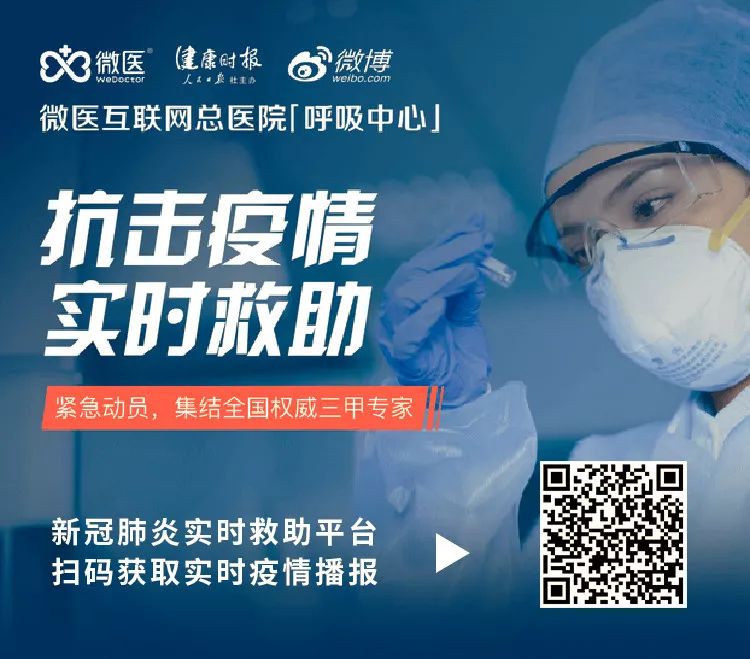 微医®
WeDoctor
健康时报
人民日报社主办
微博
weibo.com
微医互联网总医院「呼吸中心」
抗击疫情
实时救助
紧急动员，集结全国权威三甲专家
新冠肺炎实时救助平台
扫码获取实时疫情播报